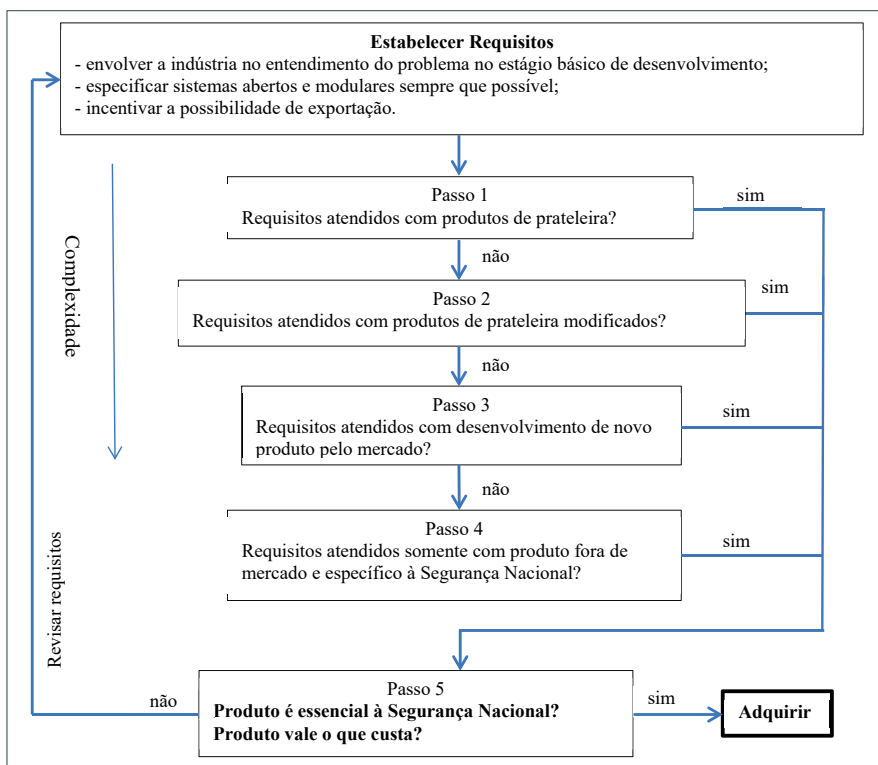 Estabelecer Requisitos
- envolver a indústria no entendimento do problema no estágio básico de desenvolvimento;
- especificar sistemas abertos e modulares sempre que possível;
- incentivar a possibilidade de exportação.
Passo 1
Requisitos atendidos com produtos de prateleira?
sim
não
Complexidade
Passo 2
Requisitos atendidos com produtos de prateleira modificados?
sim
não
Passo 3
Requisitos atendidos com desenvolvimento de novo
produto pelo mercado?
sim
não
Passo 4
Requisitos atendidos somente com produto fora de
mercado e específico à Segurança Nacional?
sim
Revisar requisitos
não
Passo 5
Produto é essencial à Segurança Nacional?
Produto vale o que custa?
sim
Adquirir